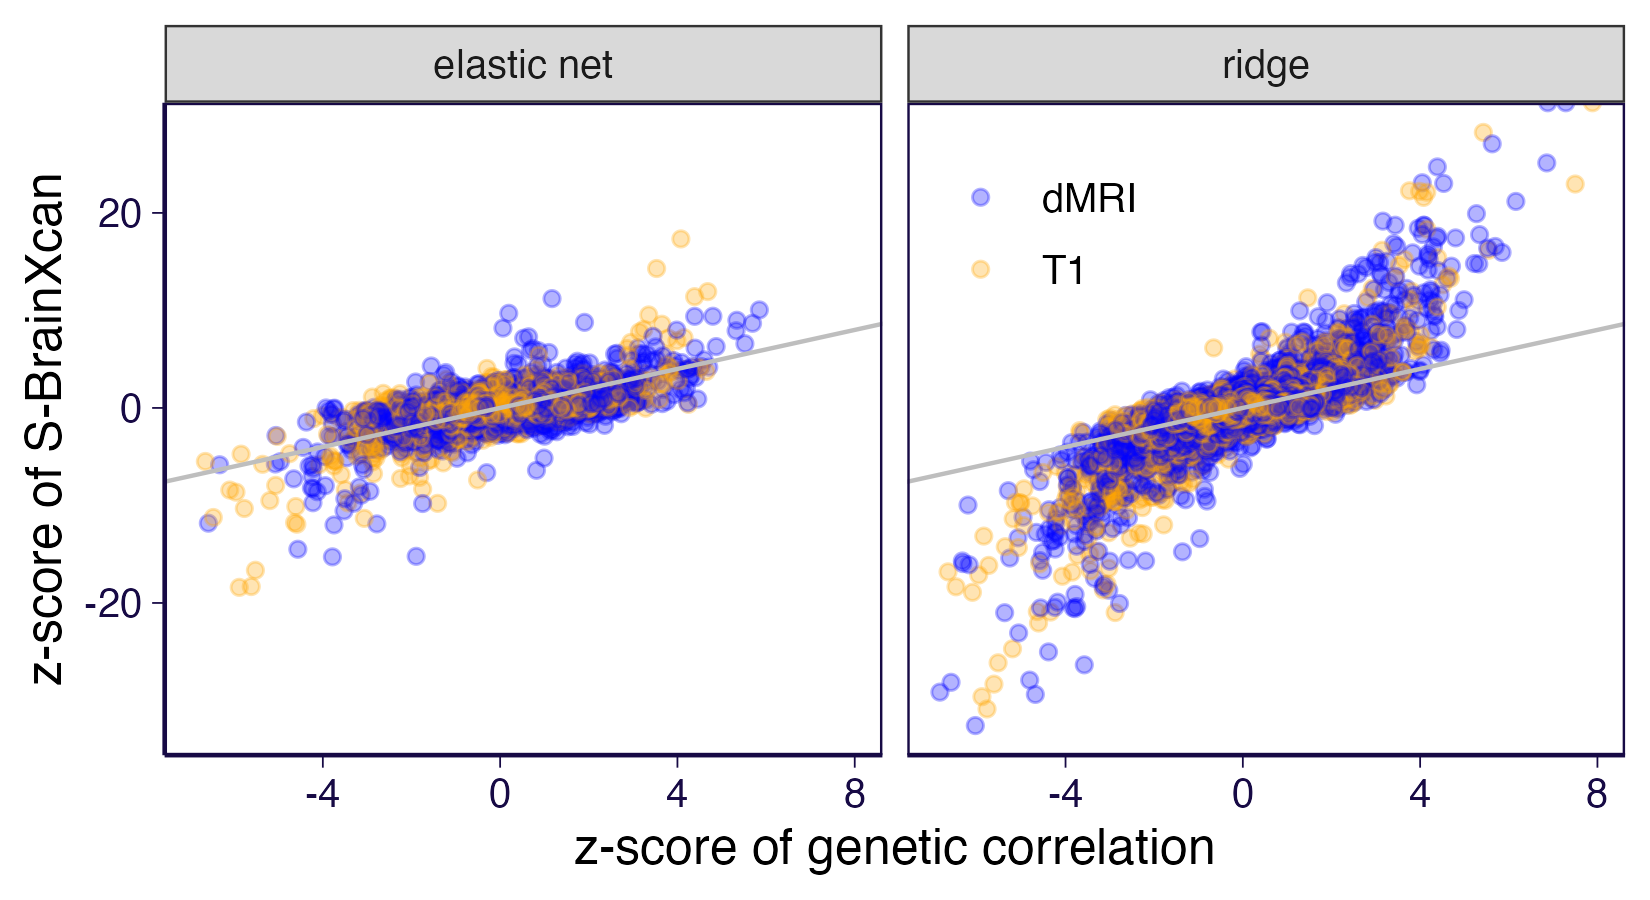 elastic net
ridge
z-score of S-BrainXcan
20
0
-20
dMRI
T1
-4
0
4
8
-4
0
4
8
z-score of genetic correlation